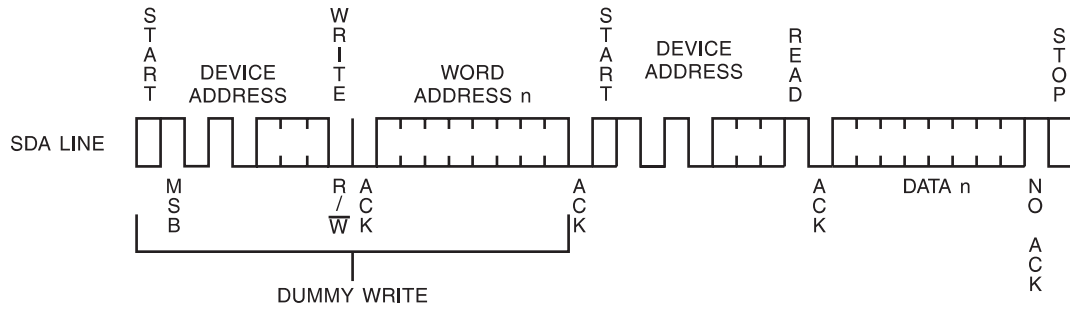 START
DEVICE
ADDRESS
WRITE
WORD
ADDRESS n
START
DEVICE
ADDRESS
READ
STOP
SDA LINE
MSB
R/W
ACK
ACK
ACK
DATA n
NO ACK
DUMMY WRITE